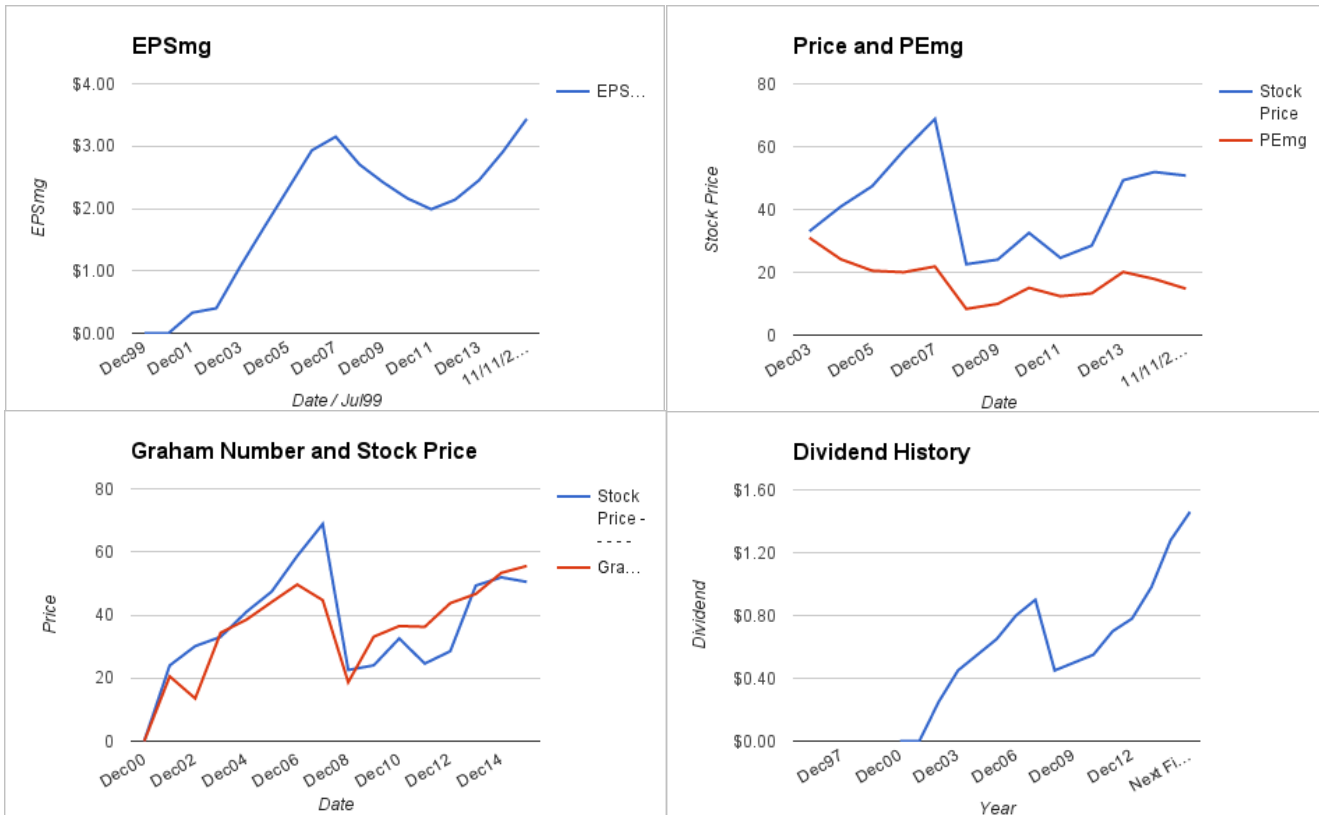 EPSmg
$4.00
$3.00
$2.00
$1.00
$0.00
EPSmg
Dec99
Dec01
Dec03
Dec05
Dec07
Dec09
Dec11
Dec13
11/11/2...
Date / Jul99
EPS...
Price and PEmg
80
60
40
20
0
Stock Price
Dec03
Dec05
Dec07
Dec09
Dec11
Dec13
11/11/2...
Date
Stock
Price
PEmg
Graham Number and Stock Price
80
60
40
20
0
Price
Dec00
Dec02
Dec04
Dec06
Dec08
Dec10
Dec12
Dec14
Date
Stock
Price -
- - - -
Gra...
Dividend History
$1.60
$1.20
$0.80
$0.40
$0.00
Dividend
Dec97
Dec00
Dec03
Dec06
Dec09
Dec12
Next Fi...
Year